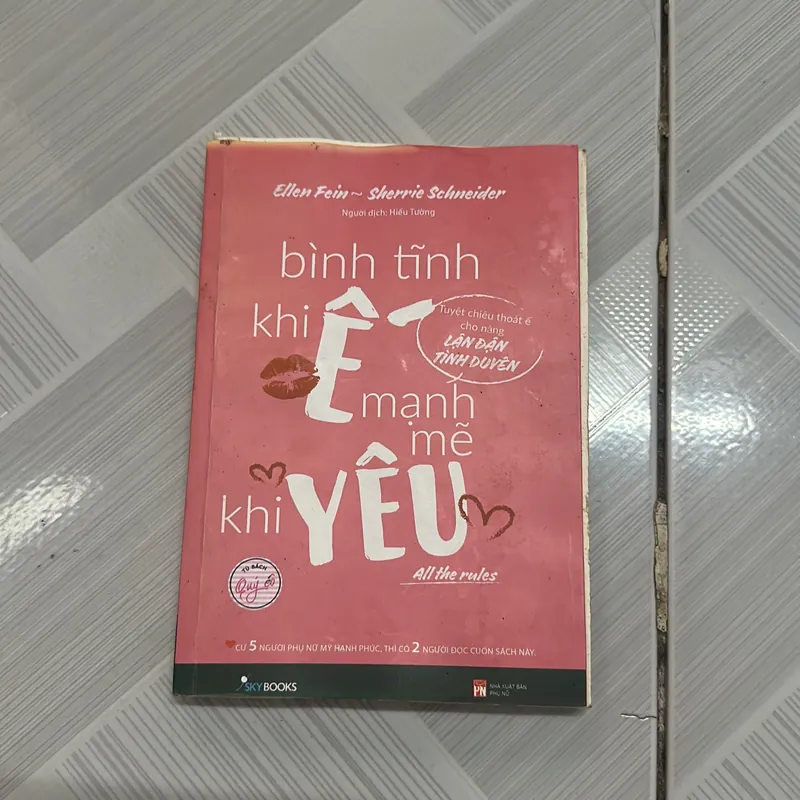 Ellen Fein ~ Sherrie Schneider
Người dịch: Hiếu Tường
bình tĩnh
khi Ế
Tuyệt chiêu thoát ế
cho nàng
LẬN ĐẬN
TÌNH DUYÊN
mạnh
mẽ
khi YÊU
All the rules
TỦ SÁCH
Quý cô
CỨ 5 NGƯỜI PHỤ NỮ MỸ HẠNH PHÚC, THÌ CÓ 2 NGƯỜI ĐỌC CUỐN SÁCH NÀY.
SKYBOOKS
PN
NHÀ XUẤT BẢN
PHỤ NỮ